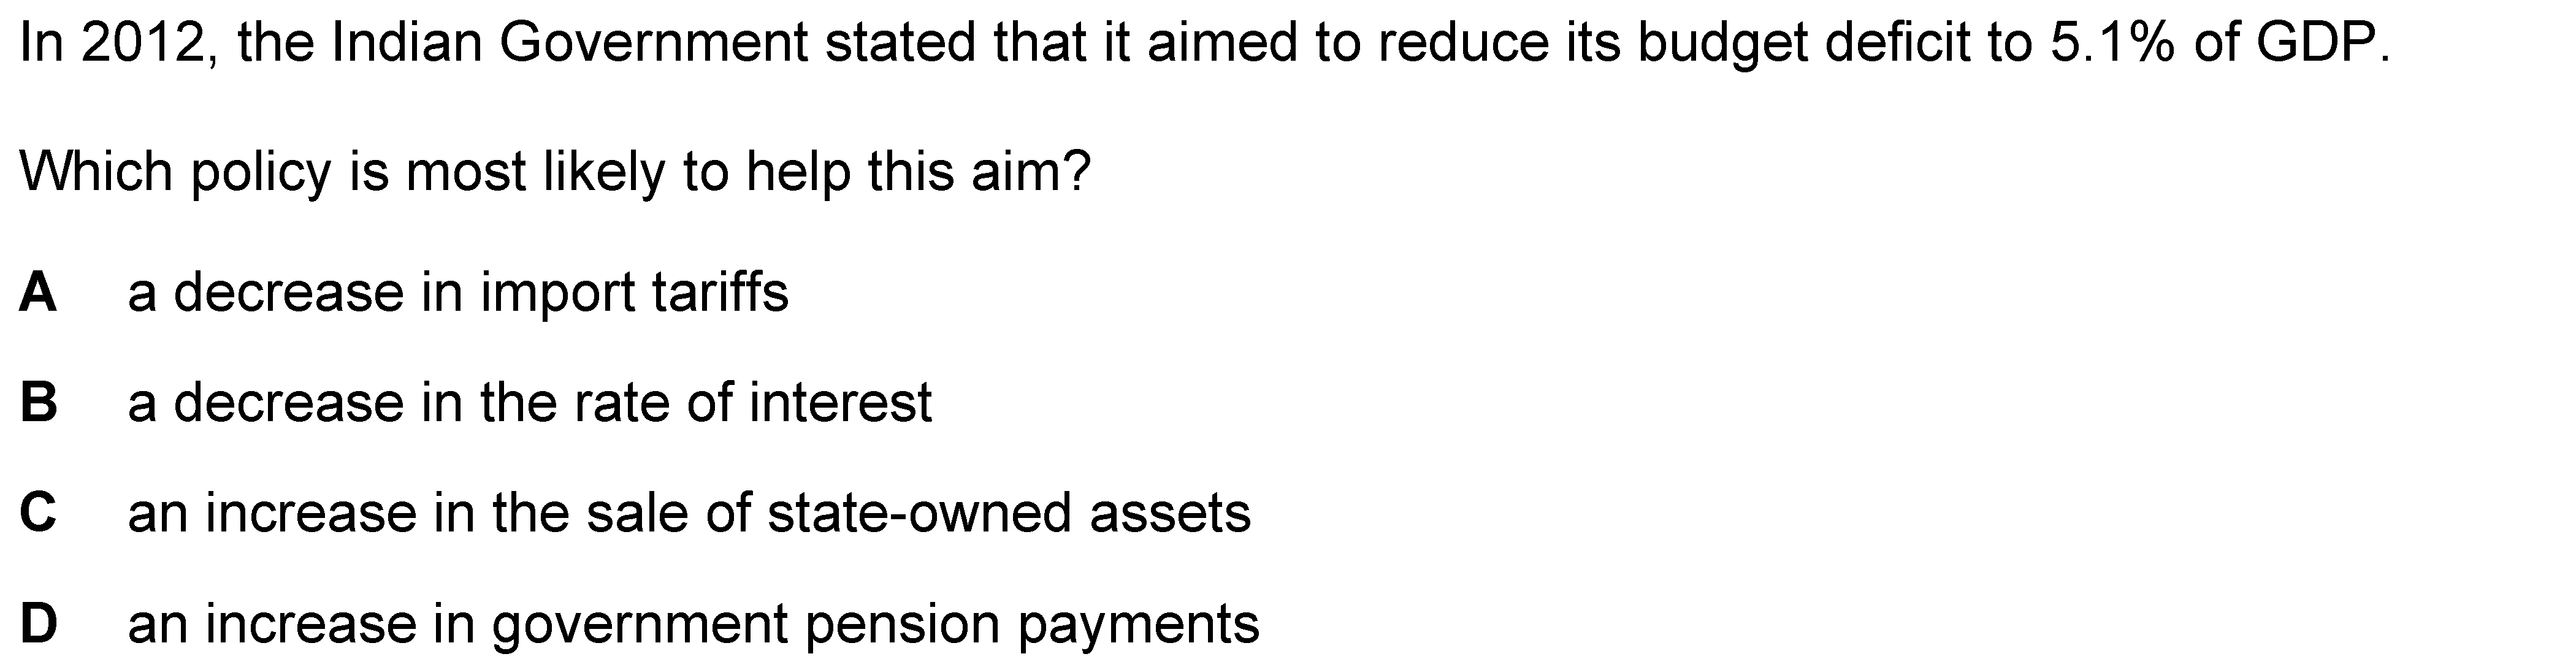 In 2012, the Indian Government stated that it aimed to reduce its budget deficit to 5.1% of GDP.
Which policy is most likely to help this aim?
A a decrease in import tariffs
B a decrease in the rate of interest
C an increase in the sale of state-owned assets
D an increase in government pension payments